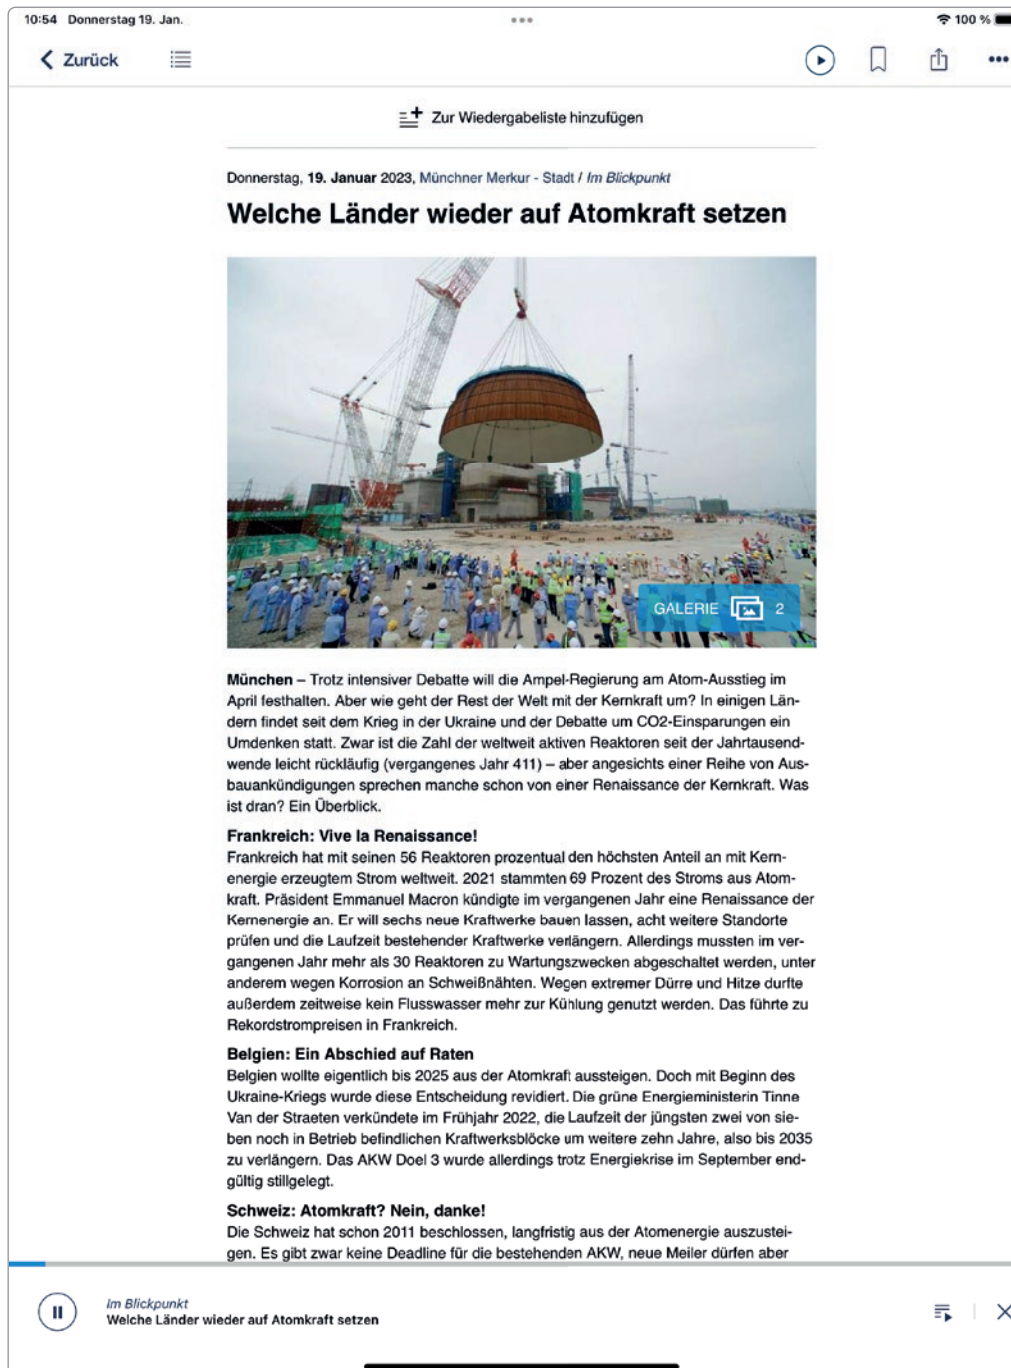 10:54 Donnerstag 19. Jan.
100 %
Zurück
Zur Wiedergabeliste hinzufügen
Donnerstag, 19. Januar 2023, Münchner Merkur - Stadt / Im Blickpunkt
Welche Länder wieder auf Atomkraft setzen
GALERIE 2
München – Trotz intensiver Debatte will die Ampel-Regierung am Atom-Ausstieg im
April festhalten. Aber wie geht der Rest der Welt mit der Kernkraft um? In einigen Län-
dern findet seit dem Krieg in der Ukraine und der Debatte um CO2-Einsparungen ein
Umdenken statt. Zwar ist die Zahl der weltweit aktiven Reaktoren seit der Jahrtausend-
wende leicht rückläufig (vergangenes Jahr 411) – aber angesichts einer Reihe von Aus-
bauankündigungen sprechen manche schon von einer Renaissance der Kernkraft. Was
ist dran? Ein Überblick.
Frankreich: Vive la Renaissance!
Frankreich hat mit seinen 56 Reaktoren prozentual den höchsten Anteil an mit Kern-
energie erzeugtem Strom weltweit. 2021 stammten 69 Prozent des Stroms aus Atom-
kraft. Präsident Emmanuel Macron kündigte im vergangenen Jahr eine Renaissance der
Kernenergie an. Er will sechs neue Kraftwerke bauen lassen, acht weitere Standorte
prüfen und die Laufzeit bestehender Kraftwerke verlängern. Allerdings mussten im ver-
gangenen Jahr mehr als 30 Reaktoren zu Wartungszwecken abgeschaltet werden, unter
anderem wegen Korrosion an Schweißnähten. Wegen extremer Dürre und Hitze durfte
außerdem zeitweise kein Flusswasser mehr zur Kühlung genutzt werden. Das führte zu
Rekordstrompreisen in Frankreich.
Belgien: Ein Abschied auf Raten
Belgien wollte eigentlich bis 2025 aus der Atomkraft aussteigen. Doch mit Beginn des
Ukraine-Kriegs wurde diese Entscheidung revidiert. Die grüne Energieministerin Tinne
Van der Straeten verkündete im Frühjahr 2022, die Laufzeit der jüngsten zwei von sie-
ben noch in Betrieb befindlichen Kraftwerksblöcke um weitere zehn Jahre, also bis 2035
zu verlängern. Das AKW Doel 3 wurde allerdings trotz Energiekrise im September end-
gültig stillgelegt.
Schweiz: Atomkraft? Nein, danke!
Die Schweiz hat schon 2011 beschlossen, langfristig aus der Atomenergie auszustei-
gen. Es gibt zwar keine Deadline für die bestehenden AKW, neue Meiler dürfen aber
Im Blickpunkt
Welche Länder wieder auf Atomkraft setzen